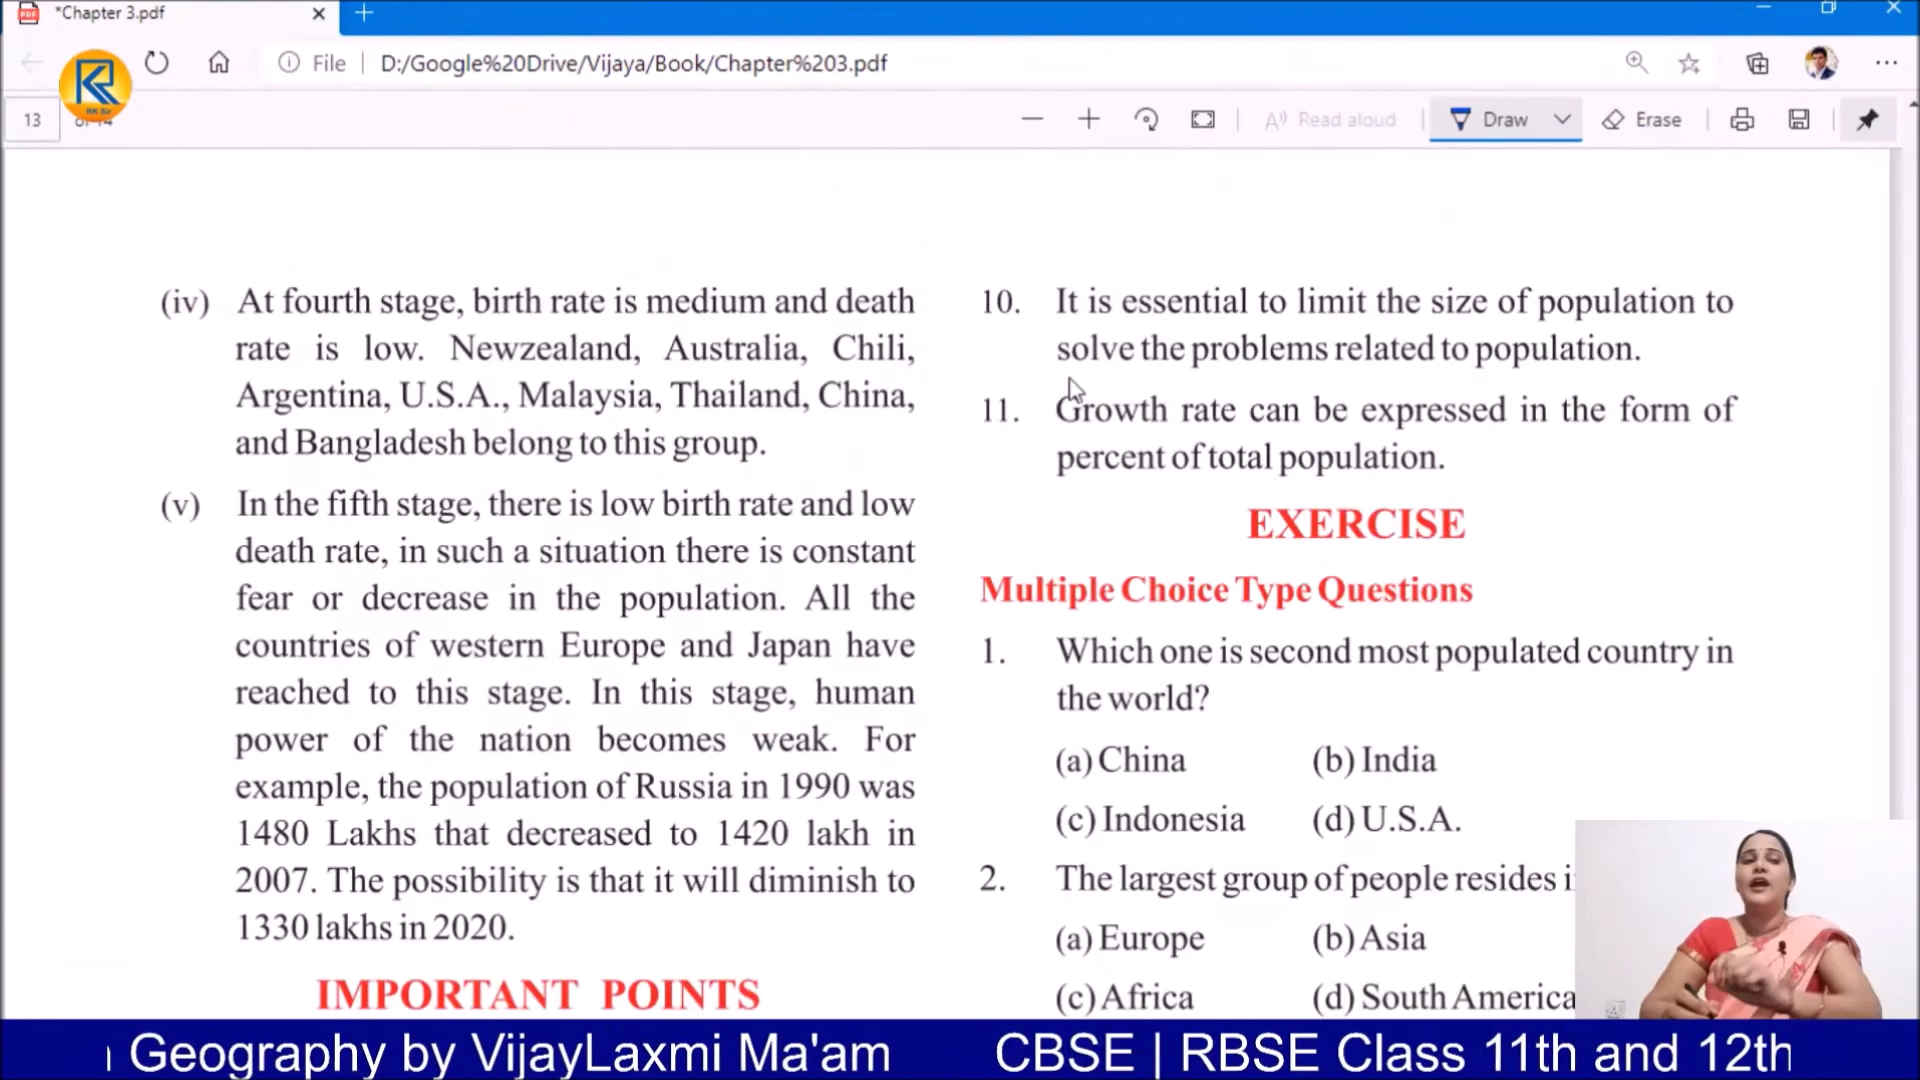 *Chapter 3.pdf
File
D:/Google%20Drive/Vijaya/Book/Chapter%203.pdf
RK Sir
13
of 14
Read aloud
Draw
Erase
(iv) At fourth stage, birth rate is medium and death
rate is low. Newzealand, Australia, Chili,
Argentina, U.S.A., Malaysia, Thailand, China,
and Bangladesh belong to this group.
(v) In the fifth stage, there is low birth rate and low
death rate, in such a situation there is constant
fear or decrease in the population. All the
countries of western Europe and Japan have
reached to this stage. In this stage, human
power of the nation becomes weak. For
example, the population of Russia in 1990 was
1480 Lakhs that decreased to 1420 lakh in
2007. The possibility is that it will diminish to
1330 lakhs in 2020.
IMPORTANT POINTS
10. It is essential to limit the size of population to
solve the problems related to population.
11. Growth rate can be expressed in the form of
percent of total population.
EXERCISE
Multiple Choice Type Questions
1. Which one is second most populated country in
the world?
(a) China (b) India
(c) Indonesia (d) U.S.A.
2. The largest group of people resides i
(a) Europe (b) Asia
(c) Africa (d) South America
Geography by VijayLaxmi Ma'am CBSE | RBSE Class 11th and 12th